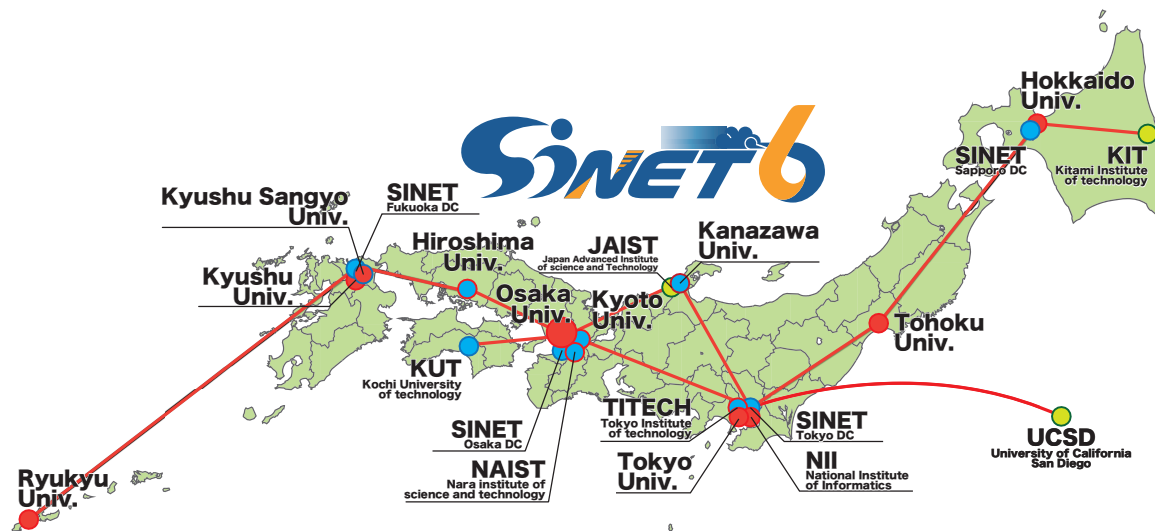 Hokkaido
Univ.
SINET
Sapporo DC
KIT
Kitami Institute
of technology
SiNET6
Kyushu Sangyo
Univ.
SINET
Fukuoka DC
Hiroshima
Univ.
JAIST
Japan Advanced Institute
of science and Technology
Kanazawa
Univ.
Kyushu
Univ.
Osaka
Univ.
Kyoto
Univ.
Tohoku
Univ.
KUT
Kochi University
of technology
TITECH
Tokyo Institute
of technology
SINET
Tokyo DC
UCSD
University of California
San Diego
SINET
Osaka DC
NAIST
Nara institute of
science and technology
Tokyo
Univ.
NII
National Institute
of Informatics
Ryukyu
Univ.